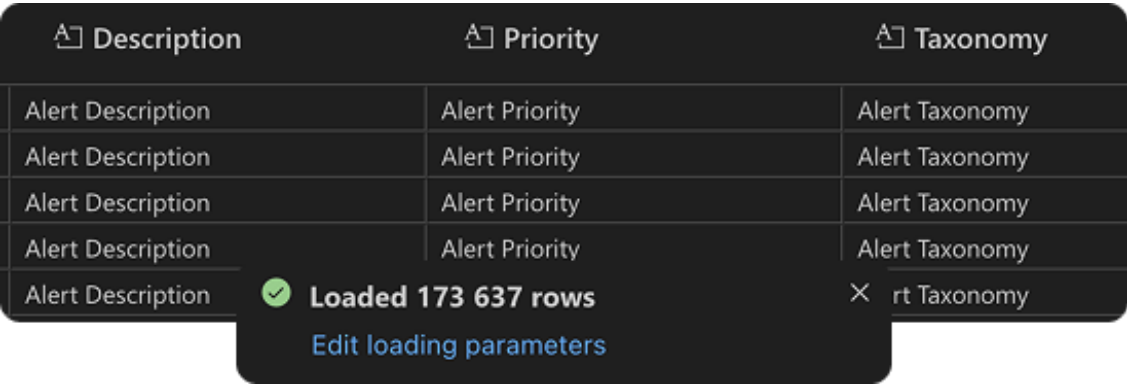 Description Priority Taxonomy
Alert Description Alert Priority Alert Taxonomy
Alert Description Alert Priority Alert Taxonomy
Alert Description Alert Priority Alert Taxonomy
Alert Description Alert Priority Alert Taxonomy
Alert Description rt Taxonomy
Loaded 173 637 rows
Edit loading parameters